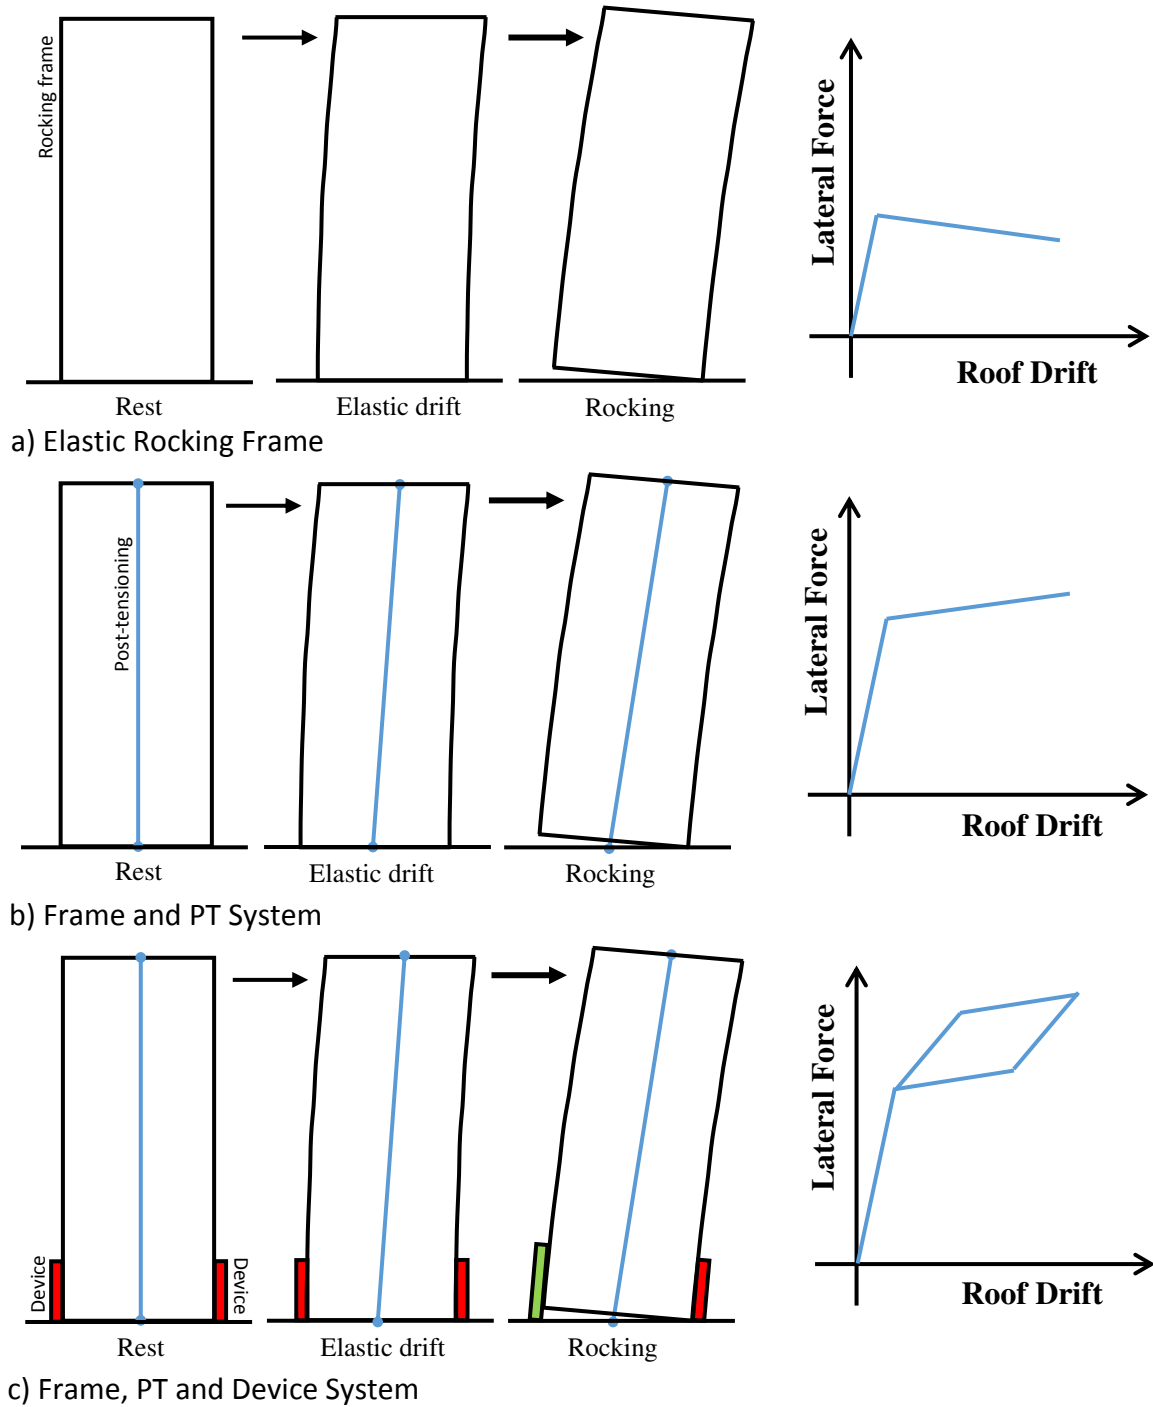 Rocking frame
Lateral Force
Roof Drift
Rest
Elastic drift
Rocking
a) Elastic Rocking Frame
Post-tensioning
Lateral Force
Roof Drift
Rest
Elastic drift
Rocking
b) Frame and PT System
Device
Device
Lateral Force
Roof Drift
Rest
Elastic drift
Rocking
c) Frame, PT and Device System